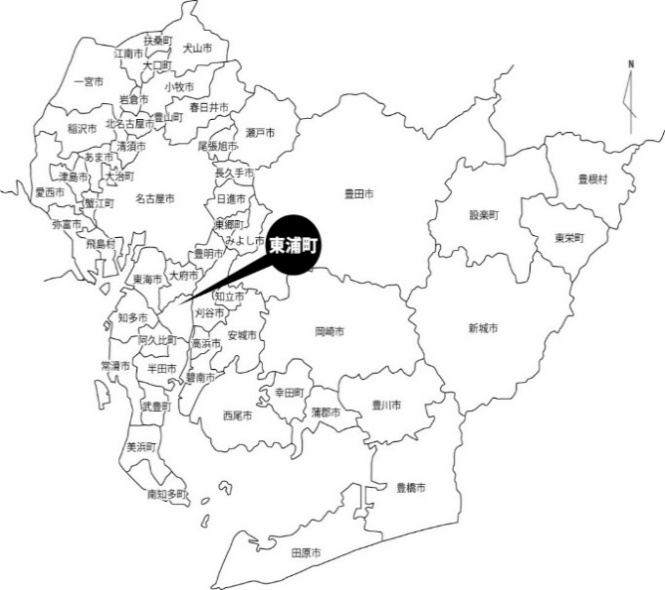 扶桑町
犬山市
江南市
大口町
N
一宮市
小牧市
岩倉市
春日井市
豊山町
稲沢市
北名古屋市
瀬戸市
清須市
尾張旭市
あま市
津島市
大治町
長久手市
豊根村
愛西市
名古屋市
日進市
豊田市
蟹江町
設楽町
弥富市
東郷町
東栄町
飛島村
みよし市
東浦町
豊明市
東海市
大府市
知立市
知多市
刈谷市
新城市
阿久比町
高浜市
安城市
岡崎市
常滑市
半田市
碧南市
武豊町
西尾市
幸田町
蒲郡市
豊川市
美浜町
南知多町
豊橋市
田原市